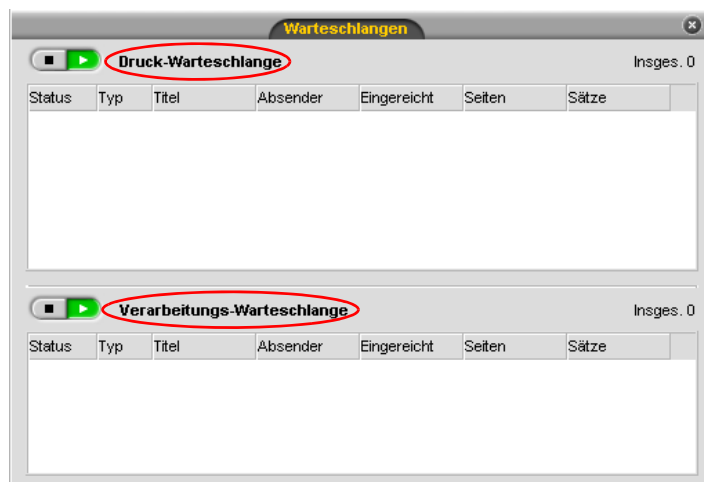 Warteschlangen
Druck-Warteschlange Insges. 0
Status Typ Titel Absender Eingereicht Seiten Sätze
Verarbeitungs-Warteschlange Insges. 0
Status Typ Titel Absender Eingereicht Seiten Sätze